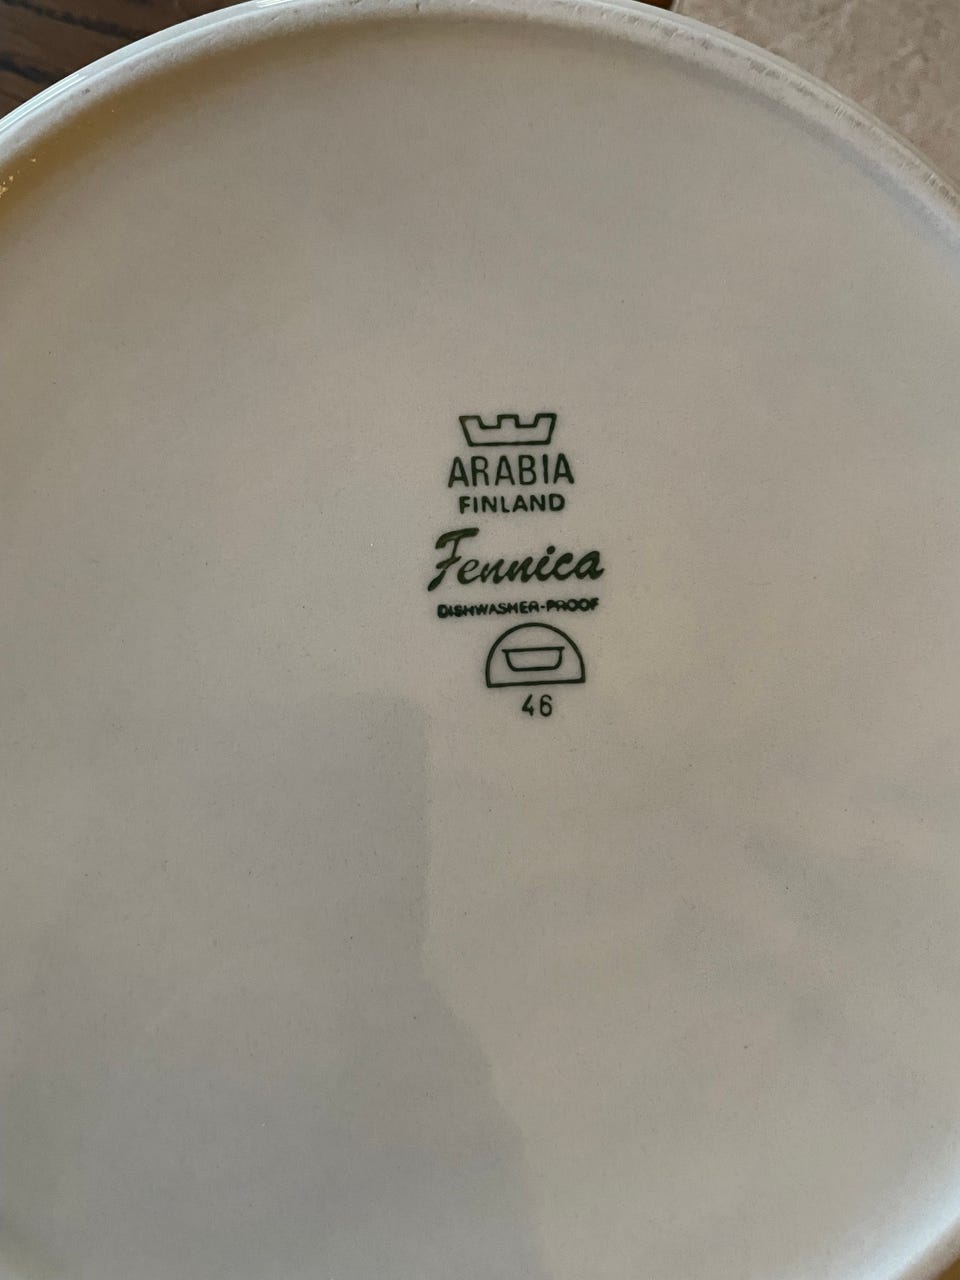 ARABIA
FINLAND
Fennica
DISHWASHER-PROOF
46